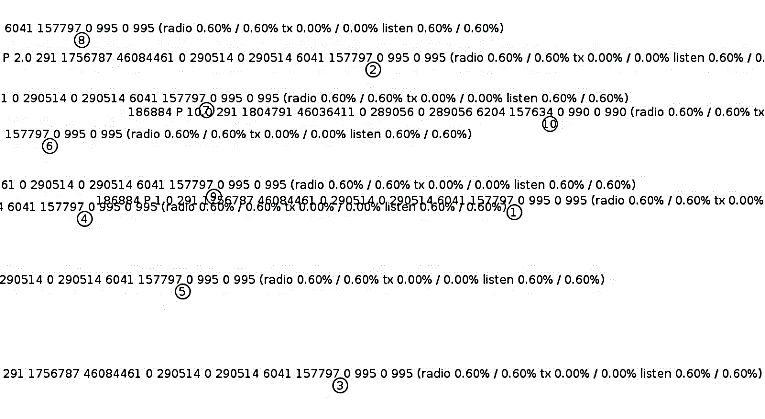 6041 157797 0 995 0 995 (radio 0.60% / 0.60% tx 0.00% / 0.00% listen 0.60% / 0.60%)
8
P 2.0 291 1756787 46084461 0 290514 0 290514 6041 157797 0 995 0 995 (radio 0.60% / 0.60% tx 0.00% / 0.00% listen 0.60% / 0.
2
1 0 290514 0 290514 6041 157797 0 995 0 995 (radio 0.60% / 0.60% tx 0.00% / 0.00% listen 0.60% / 0.60%)
7
186884 P 10.0 291 1804791 46036411 0 289056 0 289056 6204 157634 0 990 0 990 (radio 0.60% / 0.60% tx
10
157797 0 995 0 995 (radio 0.60% / 0.60% tx 0.00% / 0.00% listen 0.60% / 0.60%)
6
61 0 290514 0 290514 6041 157797 0 995 0 995 (radio 0.60% / 0.60% tx 0.00% / 0.00% listen 0.60% / 0.60%)
9
186884 P 1.0 291 1756787 46084461 0 290514 0 290514 6041 157797 0 995 0 995 (radio 0.60% / 0.60% tx 0.00%
4 6041 157797 0 995 0 995 (radio 0.60% / 0.60% tx 0.00% / 0.00% listen 0.60% / 0.60%)
1
4
290514 0 290514 6041 157797 0 995 0 995 (radio 0.60% / 0.60% tx 0.00% / 0.00% listen 0.60% / 0.60%)
5
291 1756787 46084461 0 290514 0 290514 6041 157797 0 995 0 995 (radio 0.60% / 0.60% tx 0.00% / 0.00% listen 0.60% / 0.60%)
3